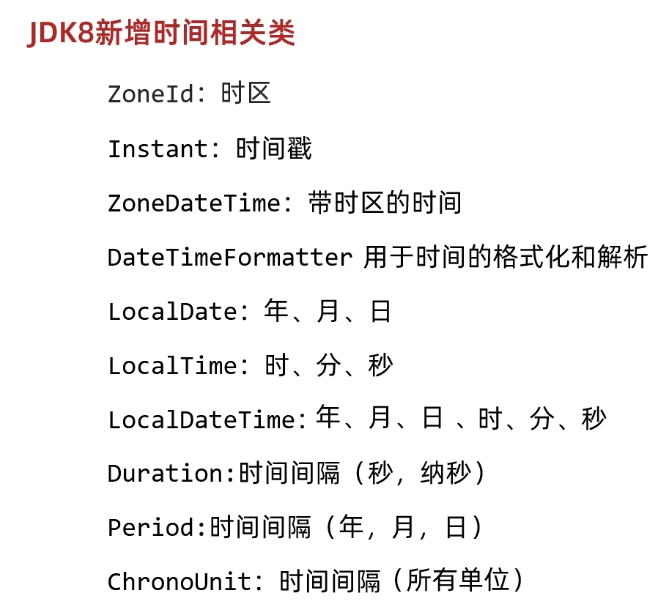 JDK8新增时间相关类
ZoneId：时区
Instant：时间戳
ZoneDateTime：带时区的时间
DateTimeFormatter 用于时间的格式化和解析
LocalDate：年、月、日
LocalTime：时、分、秒
LocalDateTime：年、月、日 、时、分、秒
Duration:时间间隔（秒，纳秒）
Period:时间间隔（年，月，日）
ChronoUnit：时间间隔（所有单位）